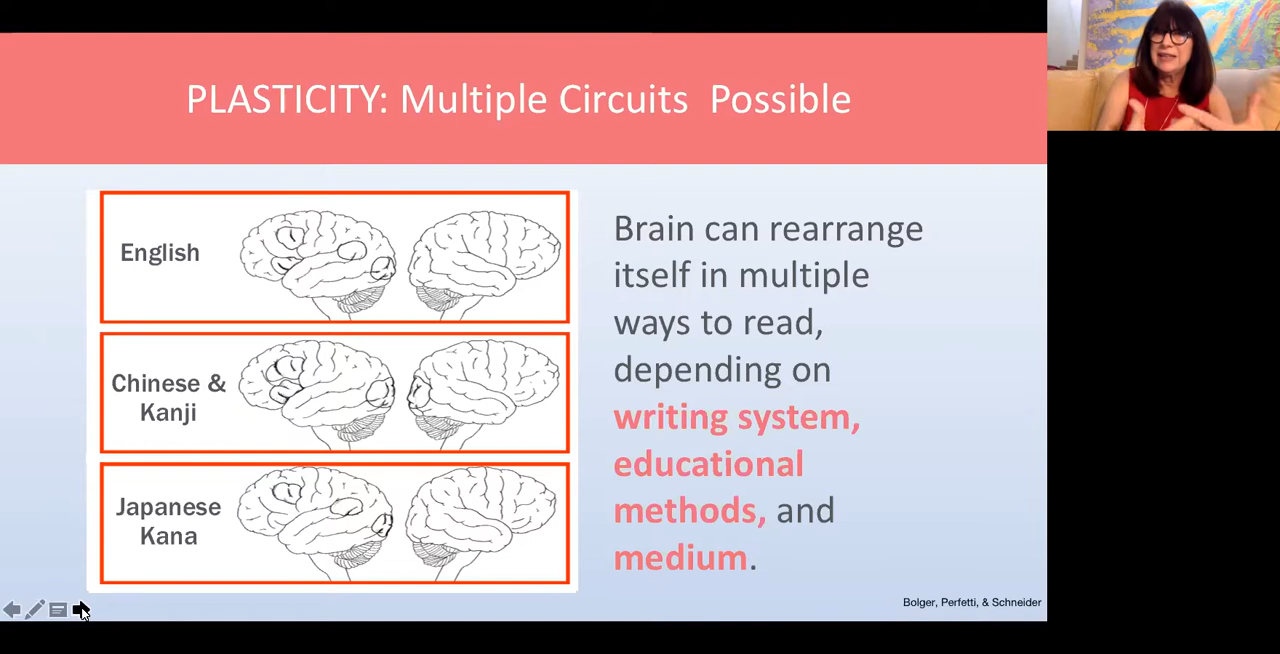 PLASTICITY: Multiple Circuits Possible
English
Chinese &
Kanji
Japanese
Kana
Brain can rearrange
itself in multiple
ways to read,
depending on
writing system,
educational
methods, and
medium.
Bolger, Perfetti, & Schneider